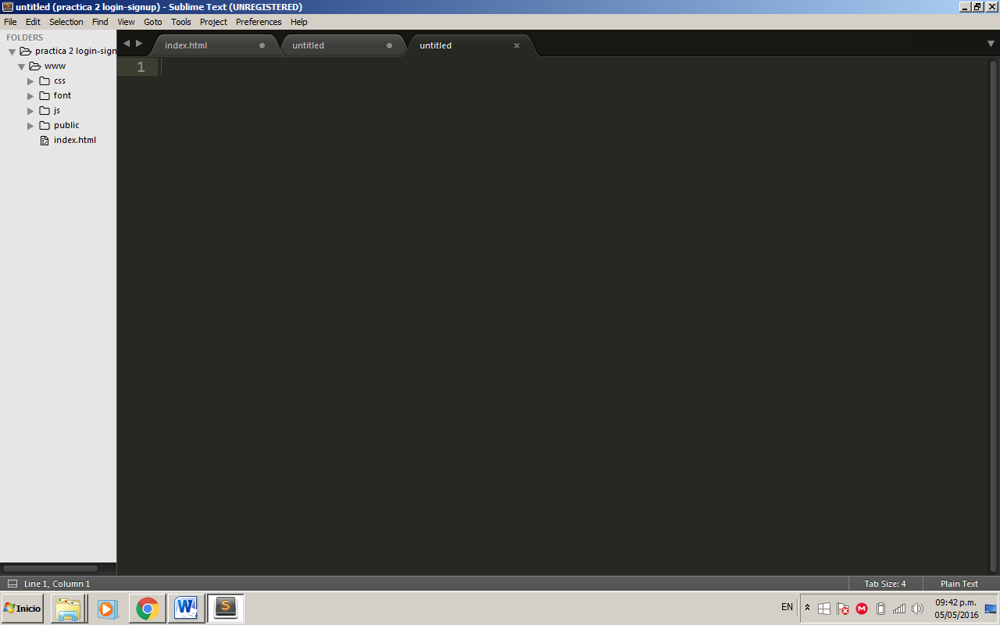 untitled (practica 2 login-signup) - Sublime Text (UNREGISTERED)
File Edit Selection Find View Goto Tools Project Preferences Help
FOLDERS
practica 2 login-sign
www
css
font
js
public
index.html
index.html untitled untitled
1
Line 1, Column 1 Tab Size: 4 Plain Text
Inicio EN 09:42 p.m.
05/05/2016